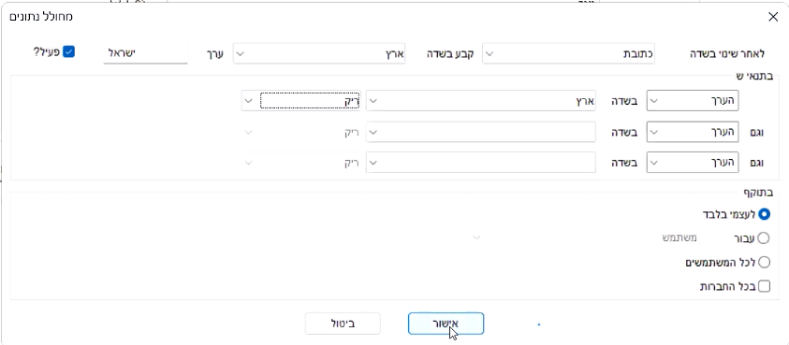 מחולל נתונים
לאחר שינוי בשדה כתובת קבע בשדה ארץ ערך ישראל פעיל?
בתנאי ש
הערך בשדה ארץ ריק
וגם הערך בשדה ריק
וגם הערך בשדה ריק
בתוקף
לעצמי בלבד
עבור משתמש
לכל המשתמשים
בכל החברות
אישור ביטול